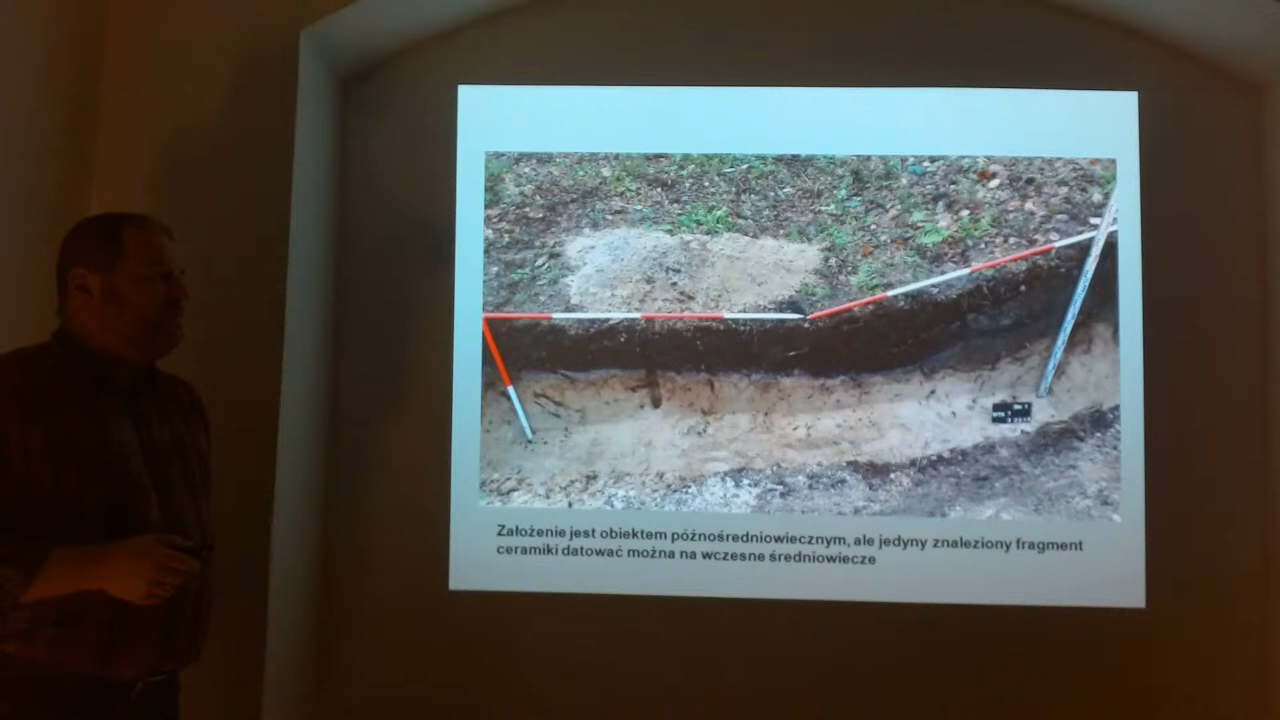 Założenie jest obiektem późnośredniowiecznym, ale jedyny znaleziony fragment
ceramiki datować można na wczesne średniowiecze